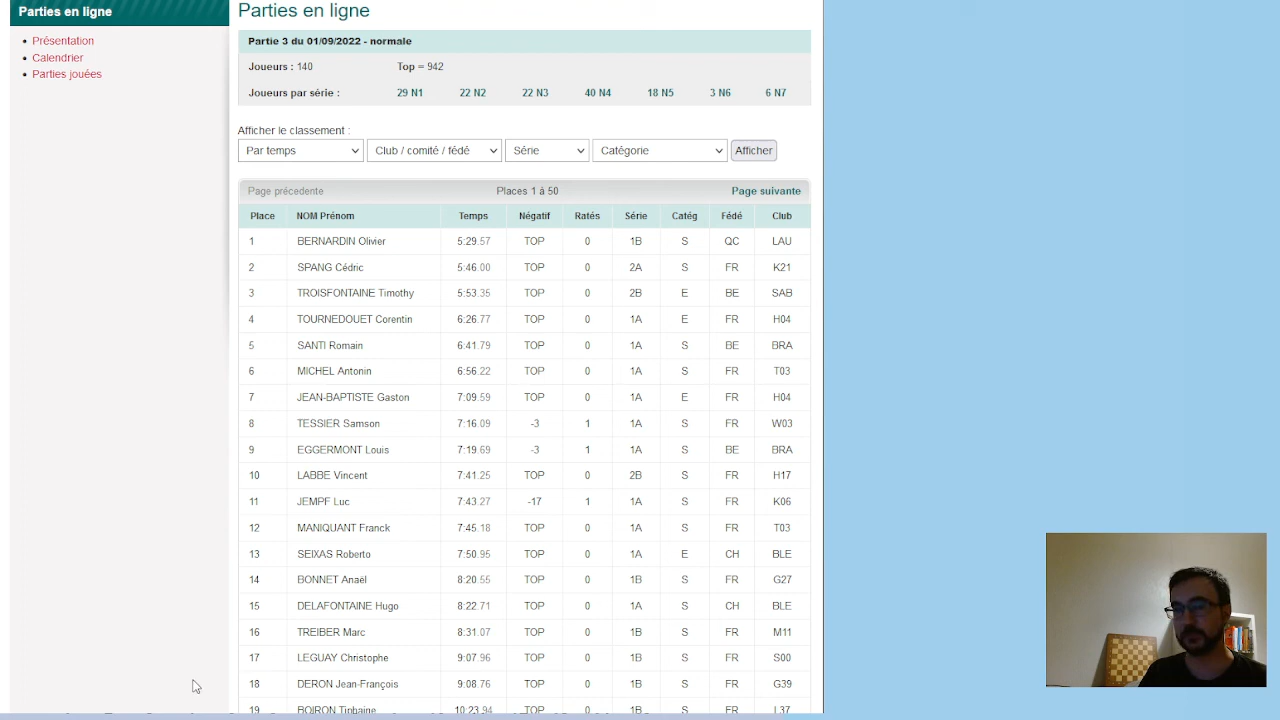 Parties en ligne
Présentation
Calendrier
Parties jouées
Parties en ligne
Partie 3 du 01/09/2022 - normale
Joueurs : 140 Top = 942
Joueurs par série : 29 N1 22 N2 22 N3 40 N4 18 N5 3 N6 6 N7
Afficher le classement :
Par temps Club / comité / fédé Série Catégorie Afficher
Page précedente Places 1 à 50 Page suivante
Place NOM Prénom Temps Négatif Ratés Série Catég Fédé Club
1 BERNARDIN Olivier 5:29.57 TOP 0 1B S QC LAU
2 SPANG Cédric 5:46.00 TOP 0 2A S FR K21
3 TROISFONTAINE Timothy 5:53.35 TOP 0 2B E BE SAB
4 TOURNEDOUET Corentin 6:26.77 TOP 0 1A E FR H04
5 SANTI Romain 6:41.79 TOP 0 1A S BE BRA
6 MICHEL Antonin 6:56.22 TOP 0 1A S FR T03
7 JEAN-BAPTISTE Gaston 7:09.59 TOP 0 1A E FR H04
8 TESSIER Samson 7:16.09 -3 1 1A S FR W03
9 EGGERMONT Louis 7:19.69 -3 1 1A S BE BRA
10 LABBE Vincent 7:41.25 TOP 0 2B S FR H17
11 JEMPF Luc 7:43.27 -17 1 1A S FR K06
12 MANIQUANT Franck 7:45.18 TOP 0 1A S FR T03
13 SEIXAS Roberto 7:50.95 TOP 0 1A E CH BLE
14 BONNET Anaël 8:20.55 TOP 0 1B S FR G27
15 DELAFONTAINE Hugo 8:22.71 TOP 0 1A S CH BLE
16 TREIBER Marc 8:31.07 TOP 0 1B S FR M11
17 LEGUAY Christophe 9:07.96 TOP 0 1B S FR S00
18 DERON Jean-François 9:08.76 TOP 0 1B S FR G39
19 BOIRON Tiphaine 10:23.94 TOP 0 1B S FR L37